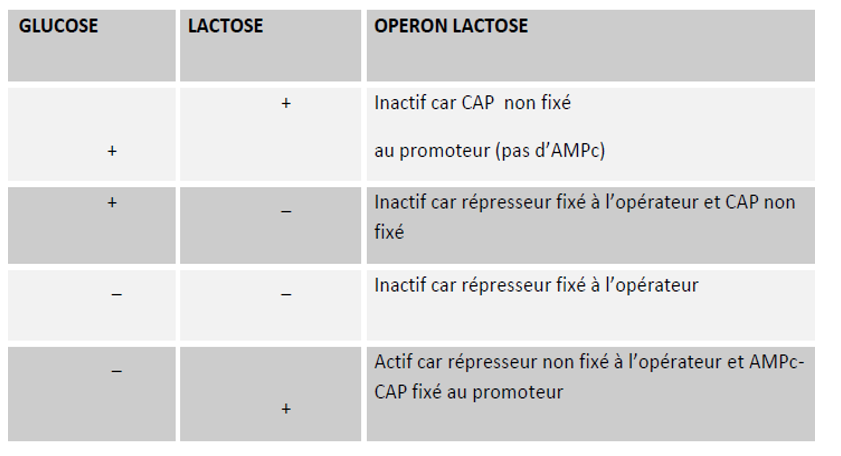 GLUCOSE LACTOSE OPERON LACTOSE
+ Inactif car CAP non fixé
+ au promoteur (pas d’AMPc)
+ – Inactif car répresseur fixé à l’opérateur et CAP non
fixé
– – Inactif car répresseur fixé à l’opérateur
– Actif car répresseur non fixé à l’opérateur et AMPc-
+ CAP fixé au promoteur